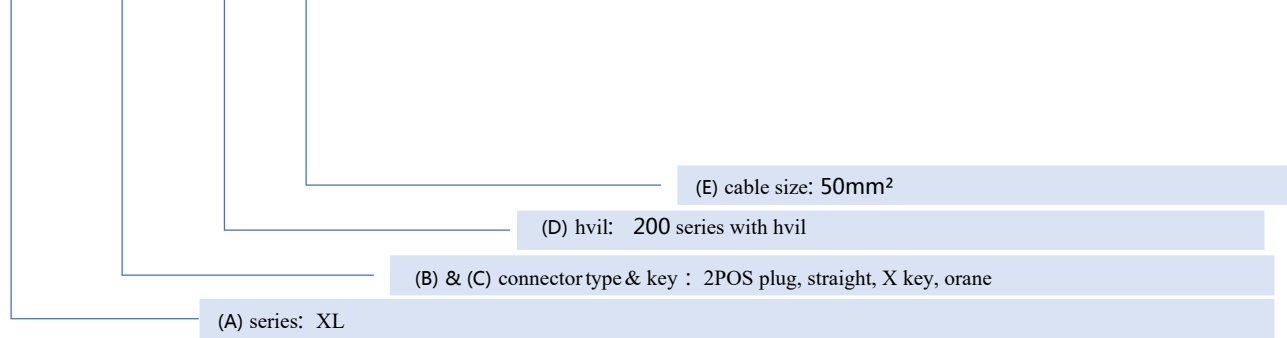 (E) cable size: 50mm²
(D) hvil: 200 series with hvil
(B) & (C) connector type & key： 2POS plug, straight, X key, orane
(A) series: XL